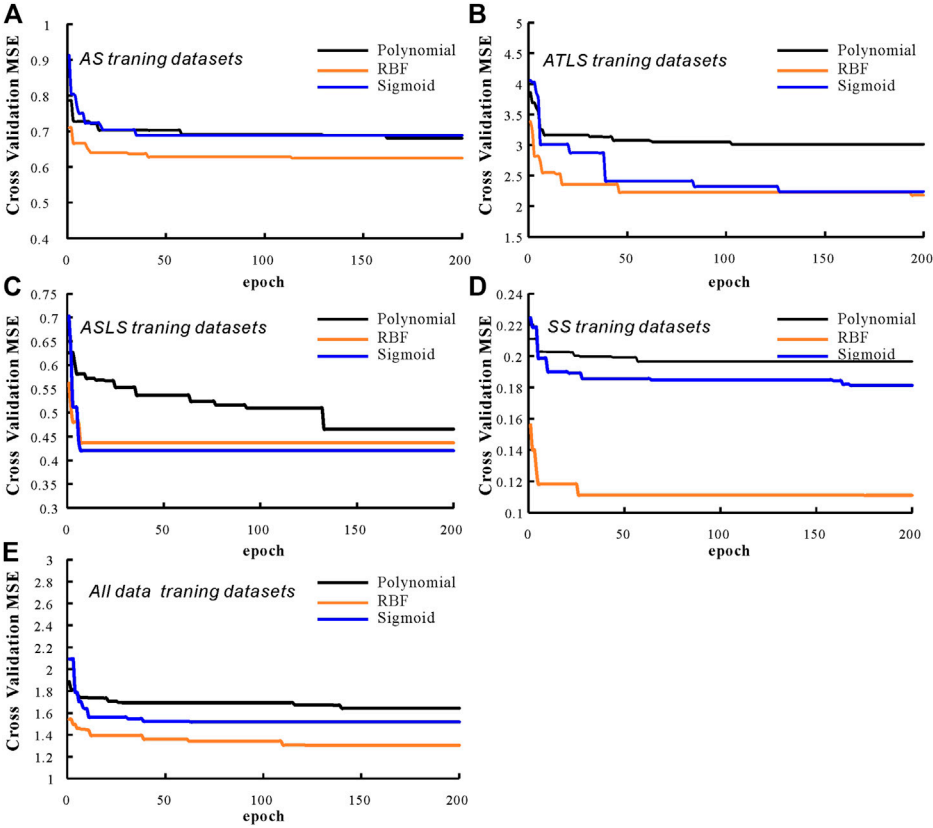 A
Cross Validation MSE
1
0.9
0.8
0.7
0.6
0.5
0.4
AS traning datasets
Polynomial
RBF
Sigmoid
0
50
100
150
200
epoch
B
Cross Validation MSE
5
4.5
4
3.5
3
2.5
2
1.5
ATLS traning datasets
Polynomial
RBF
Sigmoid
0
50
100
150
200
epoch
C
Cross Validation MSE
0.75
0.7
0.65
0.6
0.55
0.5
0.45
0.4
0.35
0.3
ASLS traning datasets
Polynomial
RBF
Sigmoid
0
50
100
150
200
epoch
D
Cross Validation MSE
0.24
0.22
0.2
0.18
0.16
0.14
0.12
0.1
SS traning datasets
Polynomial
RBF
Sigmoid
0
50
100
150
200
epoch
E
Cross Validation MSE
3
2.8
2.6
2.4
2.2
2
1.8
1.6
1.4
1.2
1
All data traning datasets
Polynomial
RBF
Sigmoid
0
50
100
150
200
epoch